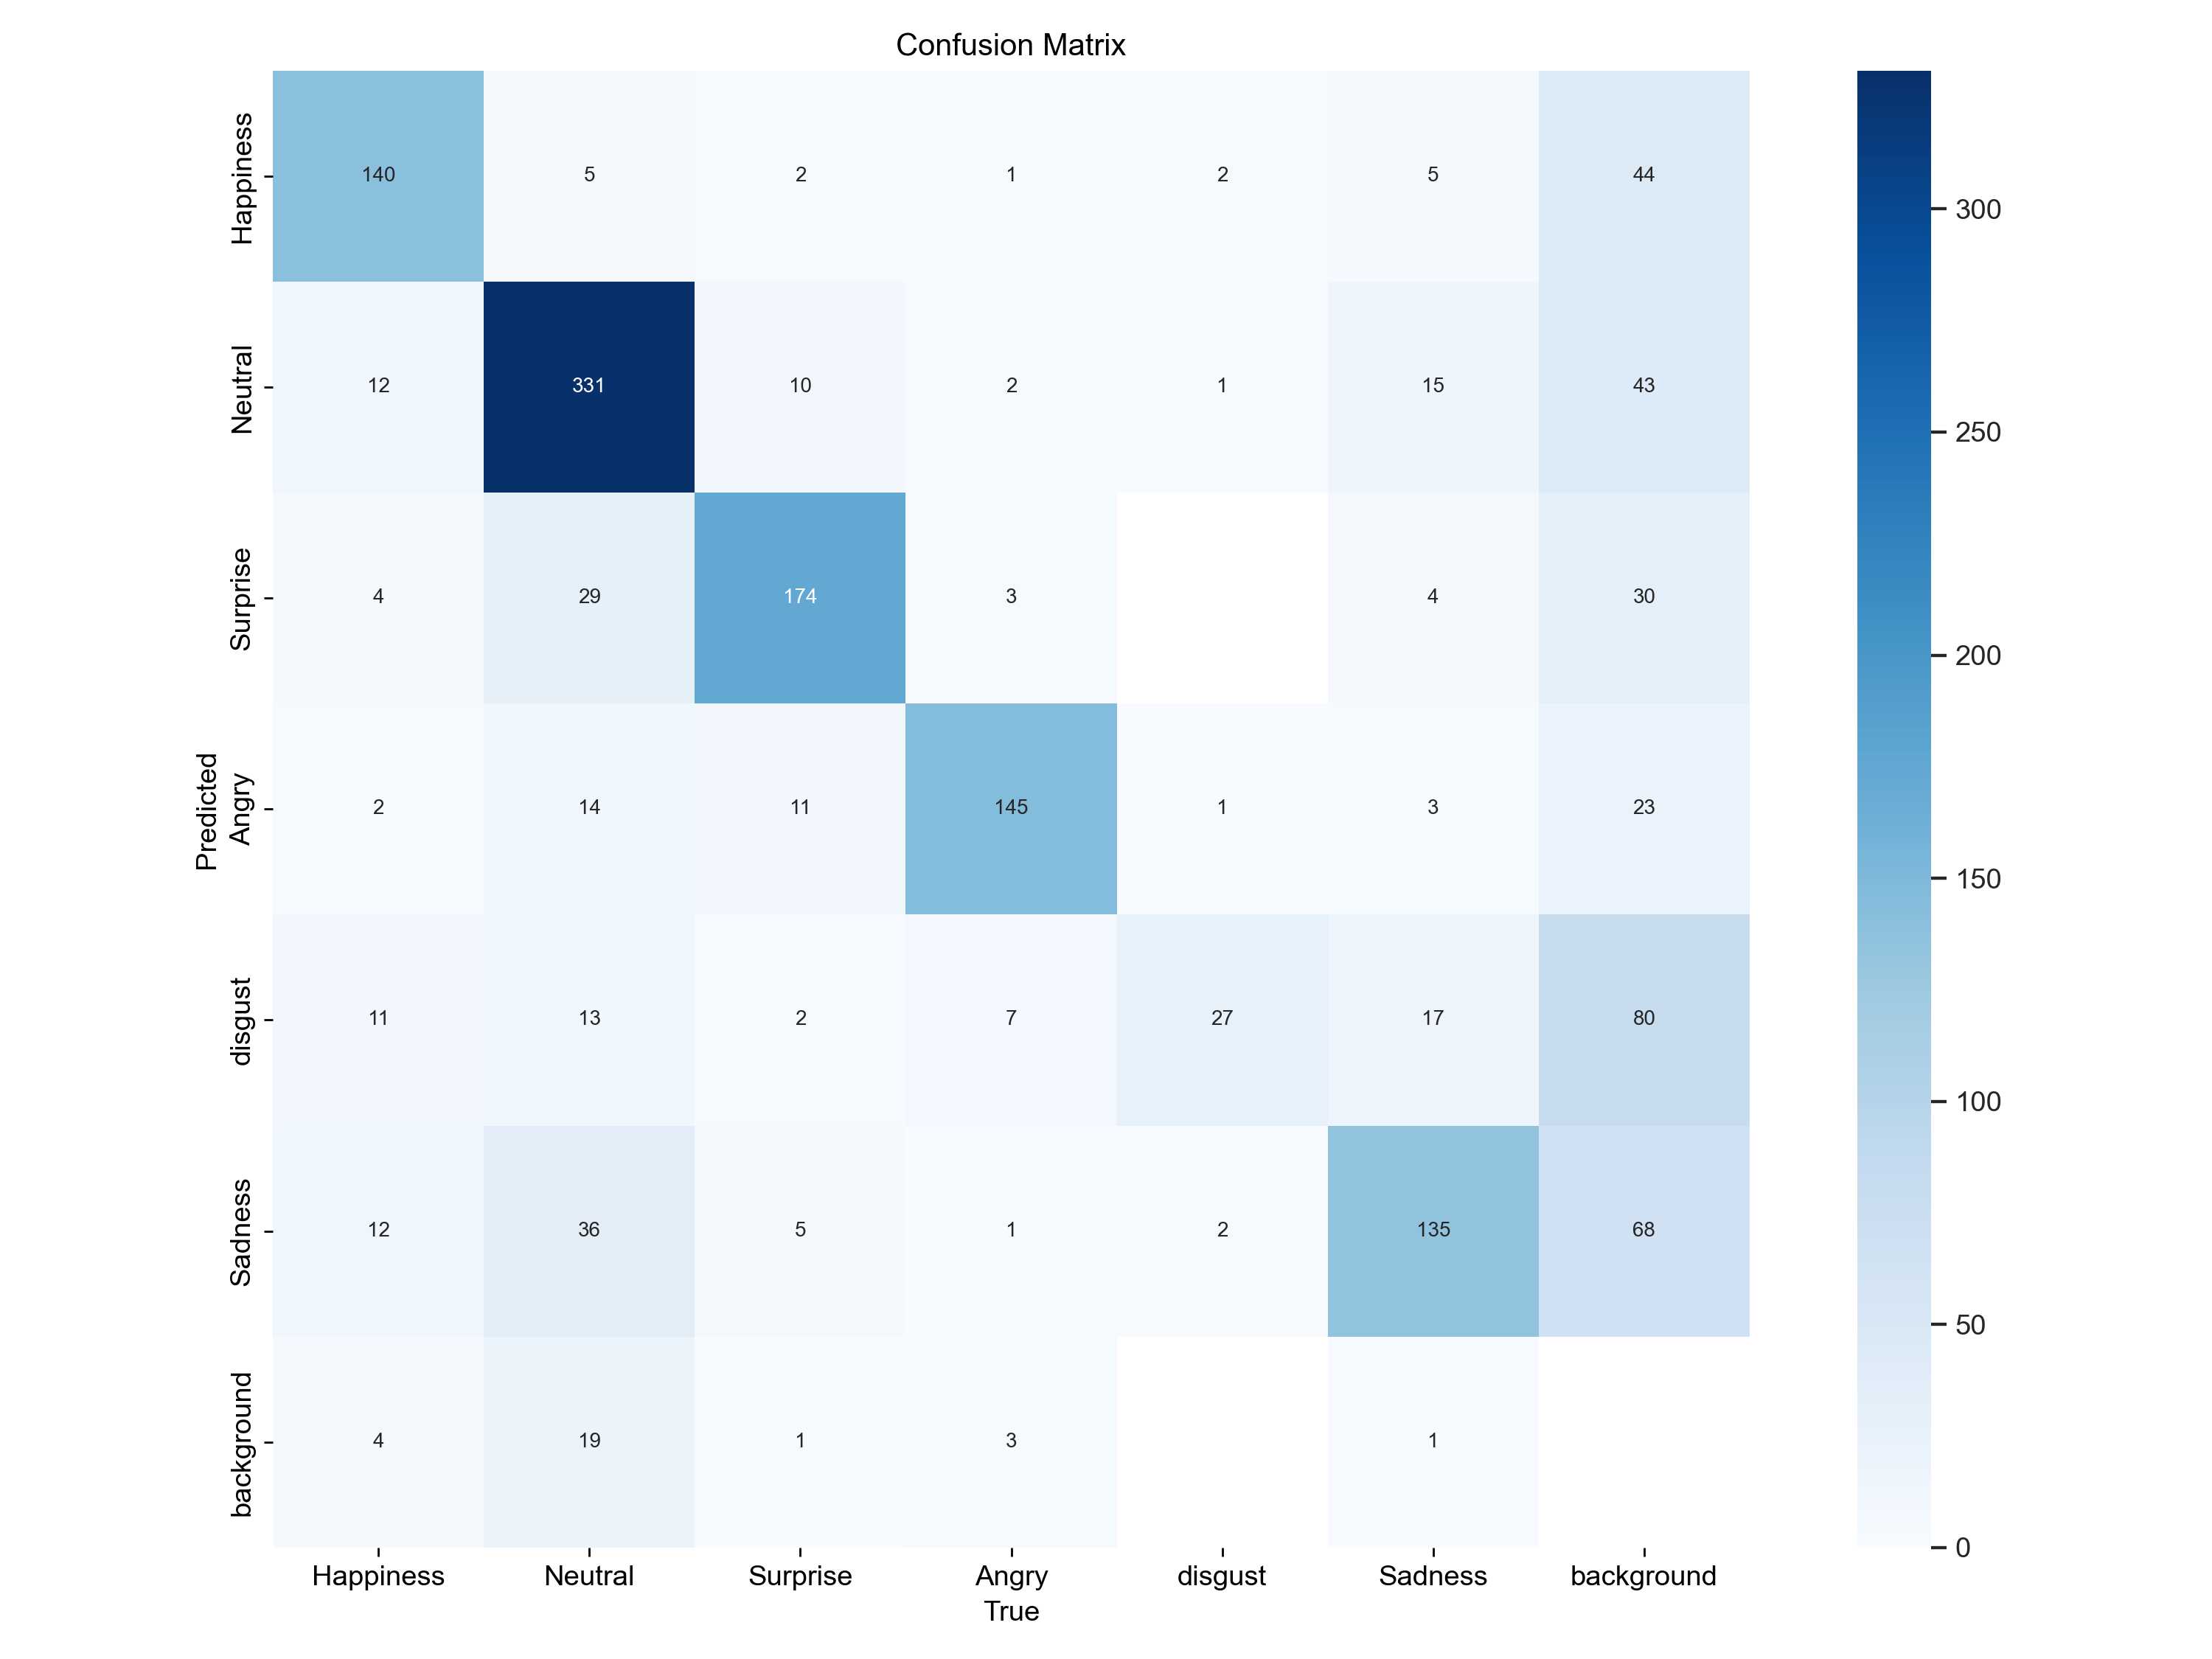 Confusion Matrix
Happiness 140 5 2 1 2 5 44
Neutral 12 331 10 2 1 15 43
Surprise 4 29 174 3 4 30
Angry 2 14 11 145 1 3 23
disgust 11 13 2 7 27 17 80
Sadness 12 36 5 1 2 135 68
background 4 19 1 3 1
Predicted
Happiness Neutral Surprise Angry disgust Sadness background
True
300
250
200
150
100
50
0